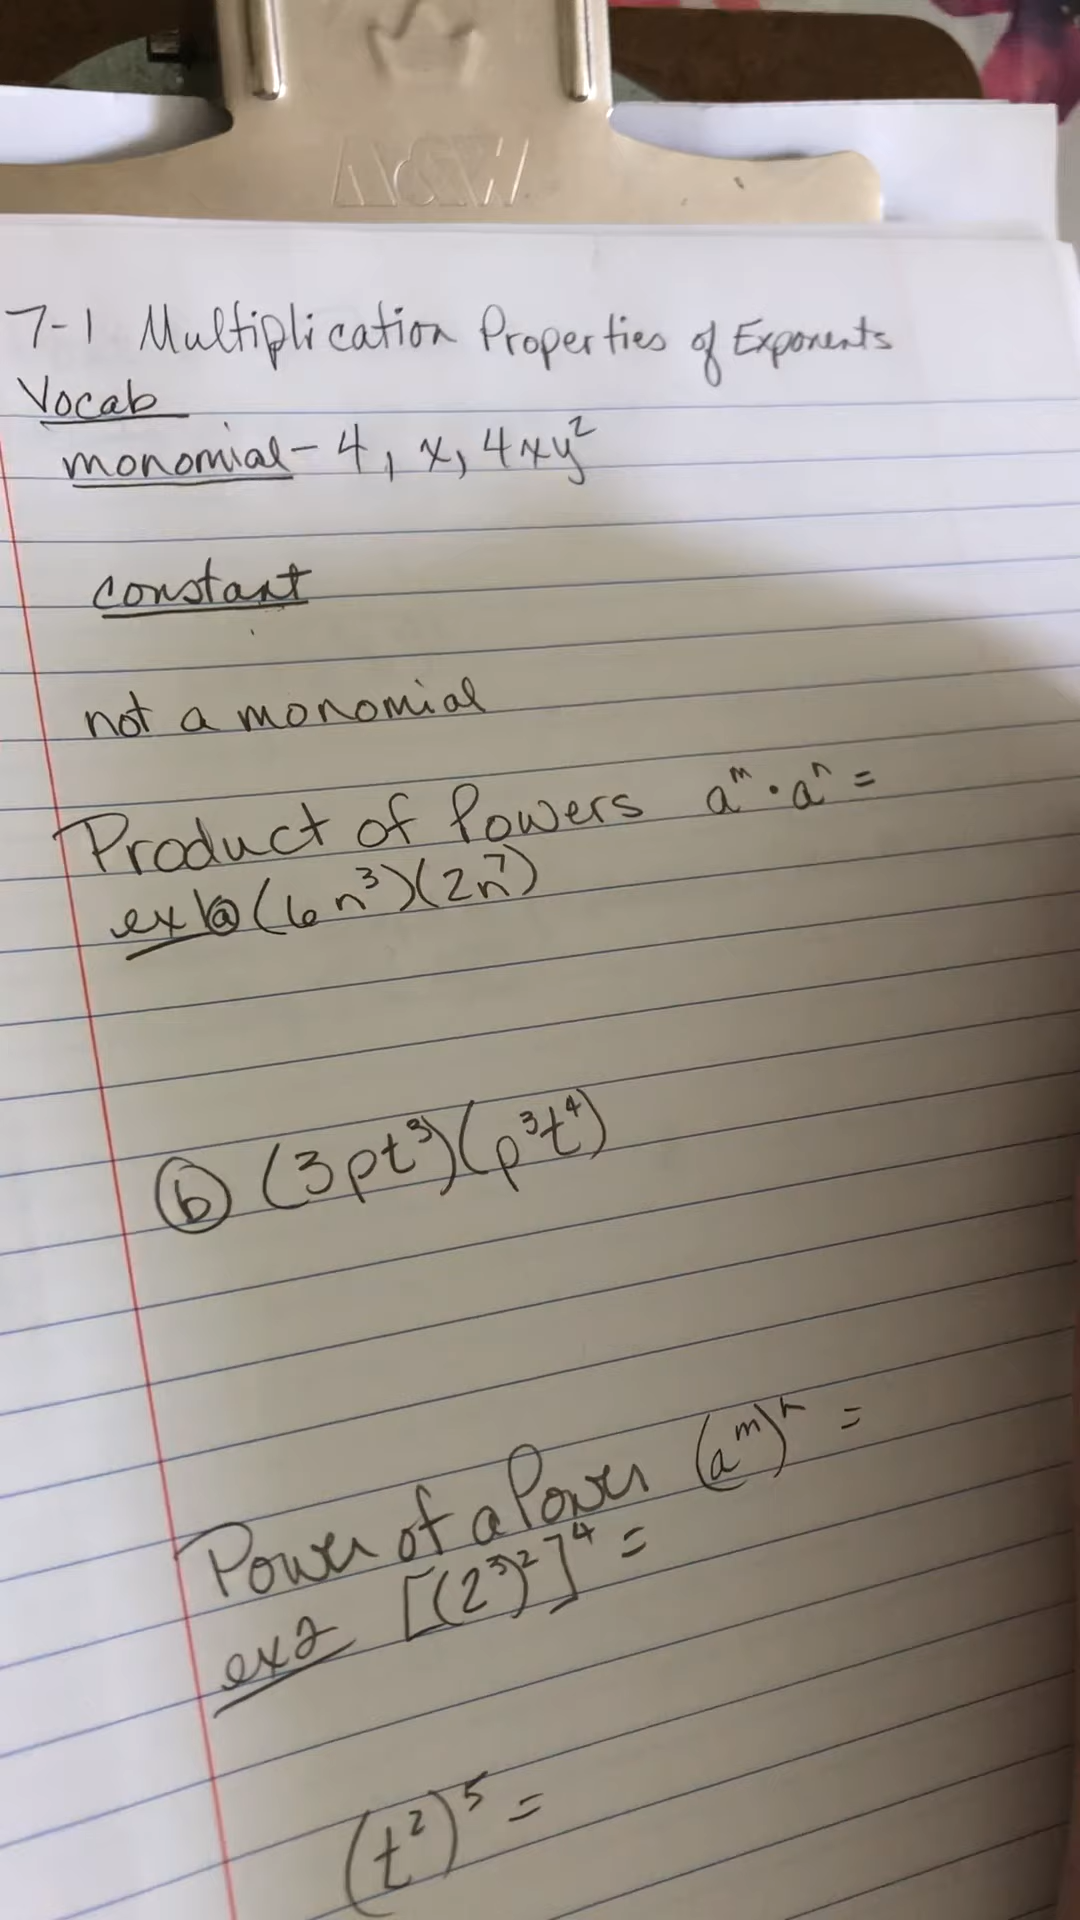 A&W
7-1 Multiplication Properties of Exponents
Vocab
monomial - 4, x, 4xy²
constant
not a monomial
Product of Powers aᵐ · aⁿ =
ex 1ⓐ (6n³)(2n⁷)
ⓑ (3pt³)(p³t⁴)
Power of a Power (aᵐ)ⁿ =
ex 2 [(2³)²]⁴ =
(t²)⁵ =